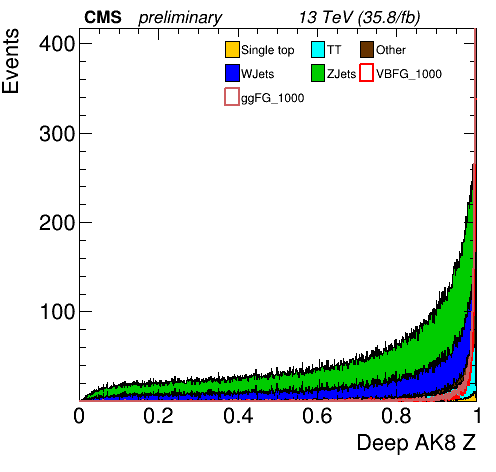 CMS preliminary 13 TeV (35.8/fb)
Events
400
300
200
100
Single top TT Other
WJets ZJets VBFG_1000
ggFG_1000
0 0.2 0.4 0.6 0.8 1
Deep AK8 Z